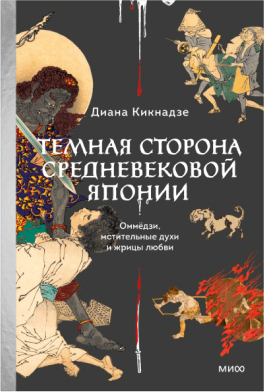 Диана Кикнадзе
ТЕМНАЯ СТОРОНА
СРЕДНЕВЕКОВОЙ
ЯПОНИИ
Оммёдзи,
мстительные духи
и жрицы любви
МИФ